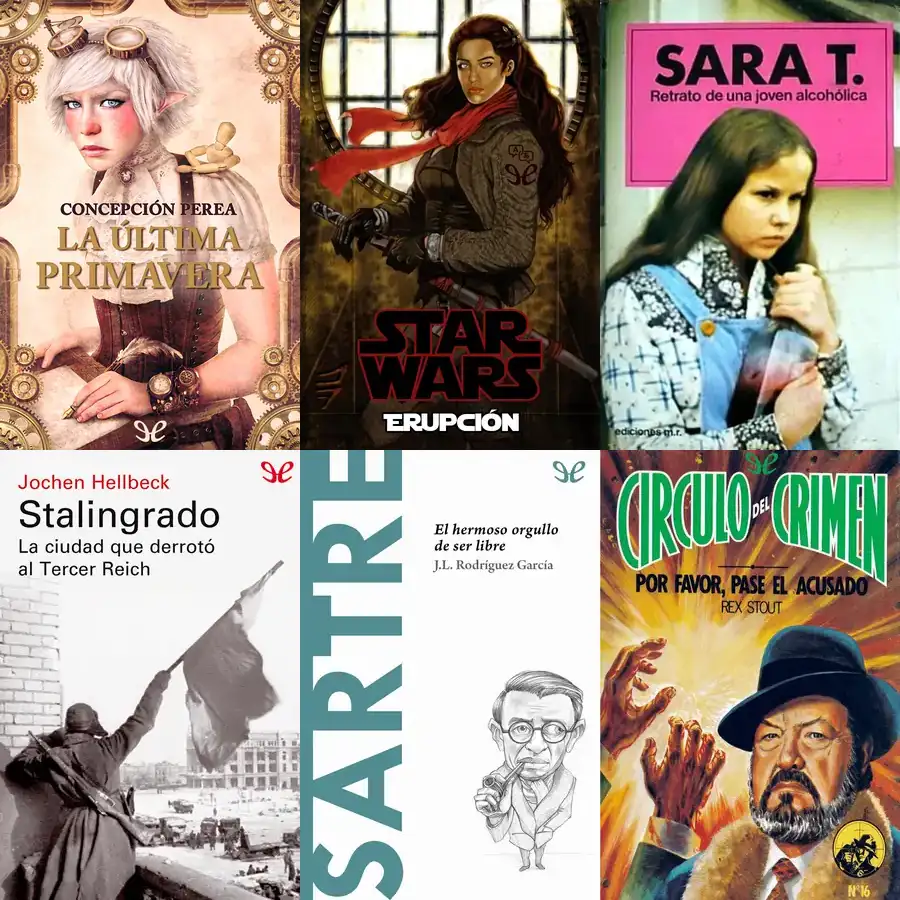 CONCEPCIÓN PEREA
LA ÚLTIMA
PRIMAVERA
STAR
WARS
ERUPCIÓN
SARA T.
Retrato de una joven alcohólica
ediciones m.r.
Jochen Hellbeck
Stalingrado
La ciudad que derrotó
al Tercer Reich
SARTRE
El hermoso orgullo
de ser libre
J.L. Rodríguez García
CIRCULO DEL CRIMEN
POR FAVOR, PASE EL ACUSADO
REX STOUT
Nº16